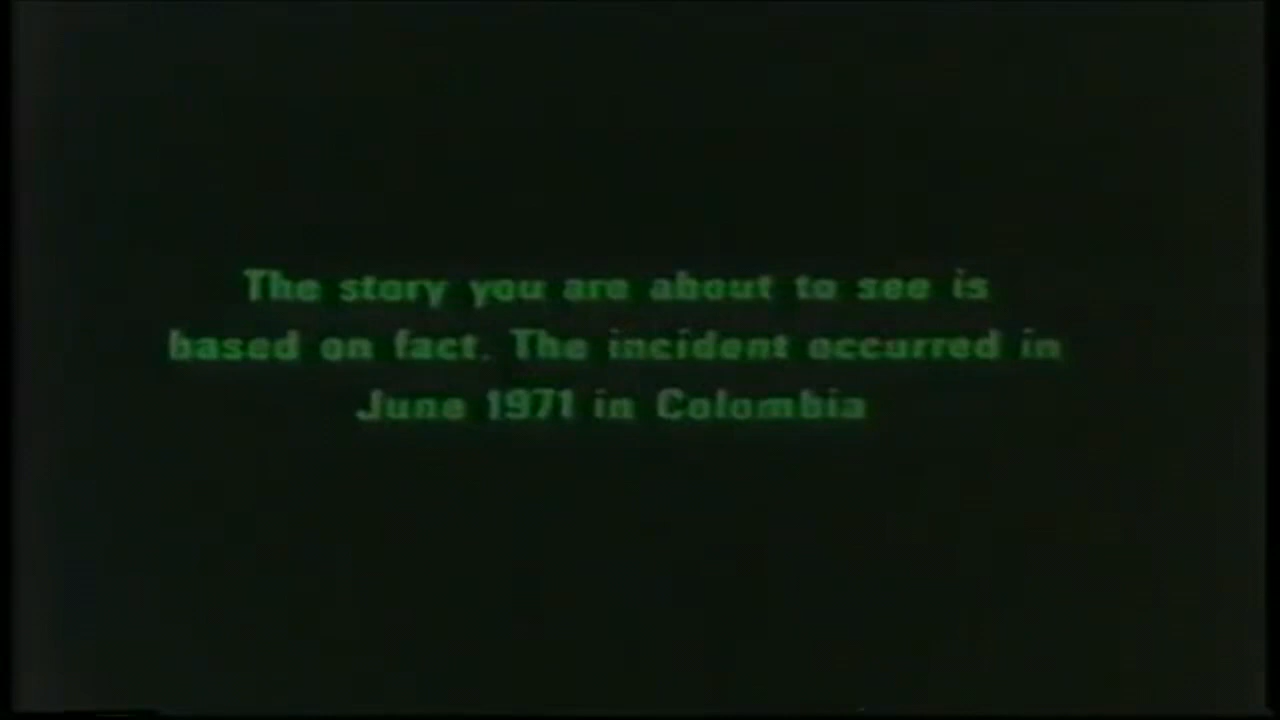 The story you are about to see is
based on fact. The incident occurred in
June 1971 in Colombia